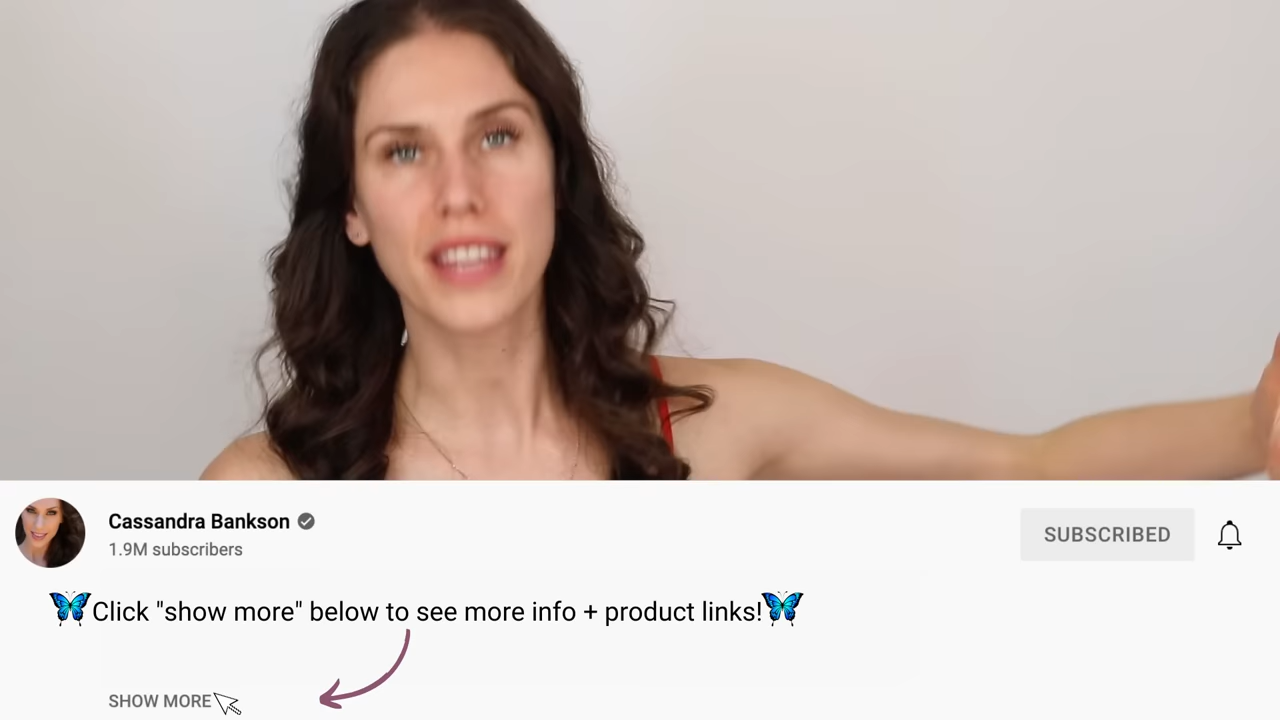 Cassandra Bankson
1.9M subscribers
SUBSCRIBED
Click "show more" below to see more info + product links!
SHOW MORE